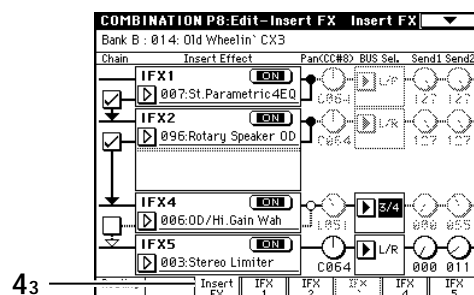 COMBINATION P8:Edit-Insert FX Insert FX
Bank B : 014: Old Wheelin' CX3
Chain Insert Effect Pan(CC#8) BUS Sel. Send1 Send2
IFX1 ON
007:St.Parametric4EQ C064 L/R 127 127
IFX2 ON
096:Rotary Speaker OD C064 L/R 127 127
IFX4 ON
006:OD/Hi.Gain Wah L051 3/4 000 055
IFX5 ON
003:Stereo Limiter C064 L/R 000 011
43 Insert FX IFX 1 IFX 2 IFX IFX 4 IFX 5